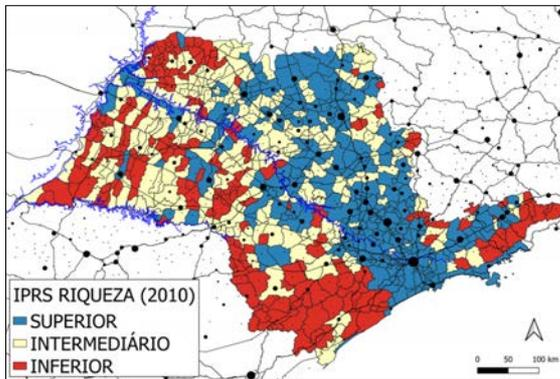 IPRS RIQUEZA (2010)
SUPERIOR
INTERMEDIÁRIO
INFERIOR
0 50 100 km